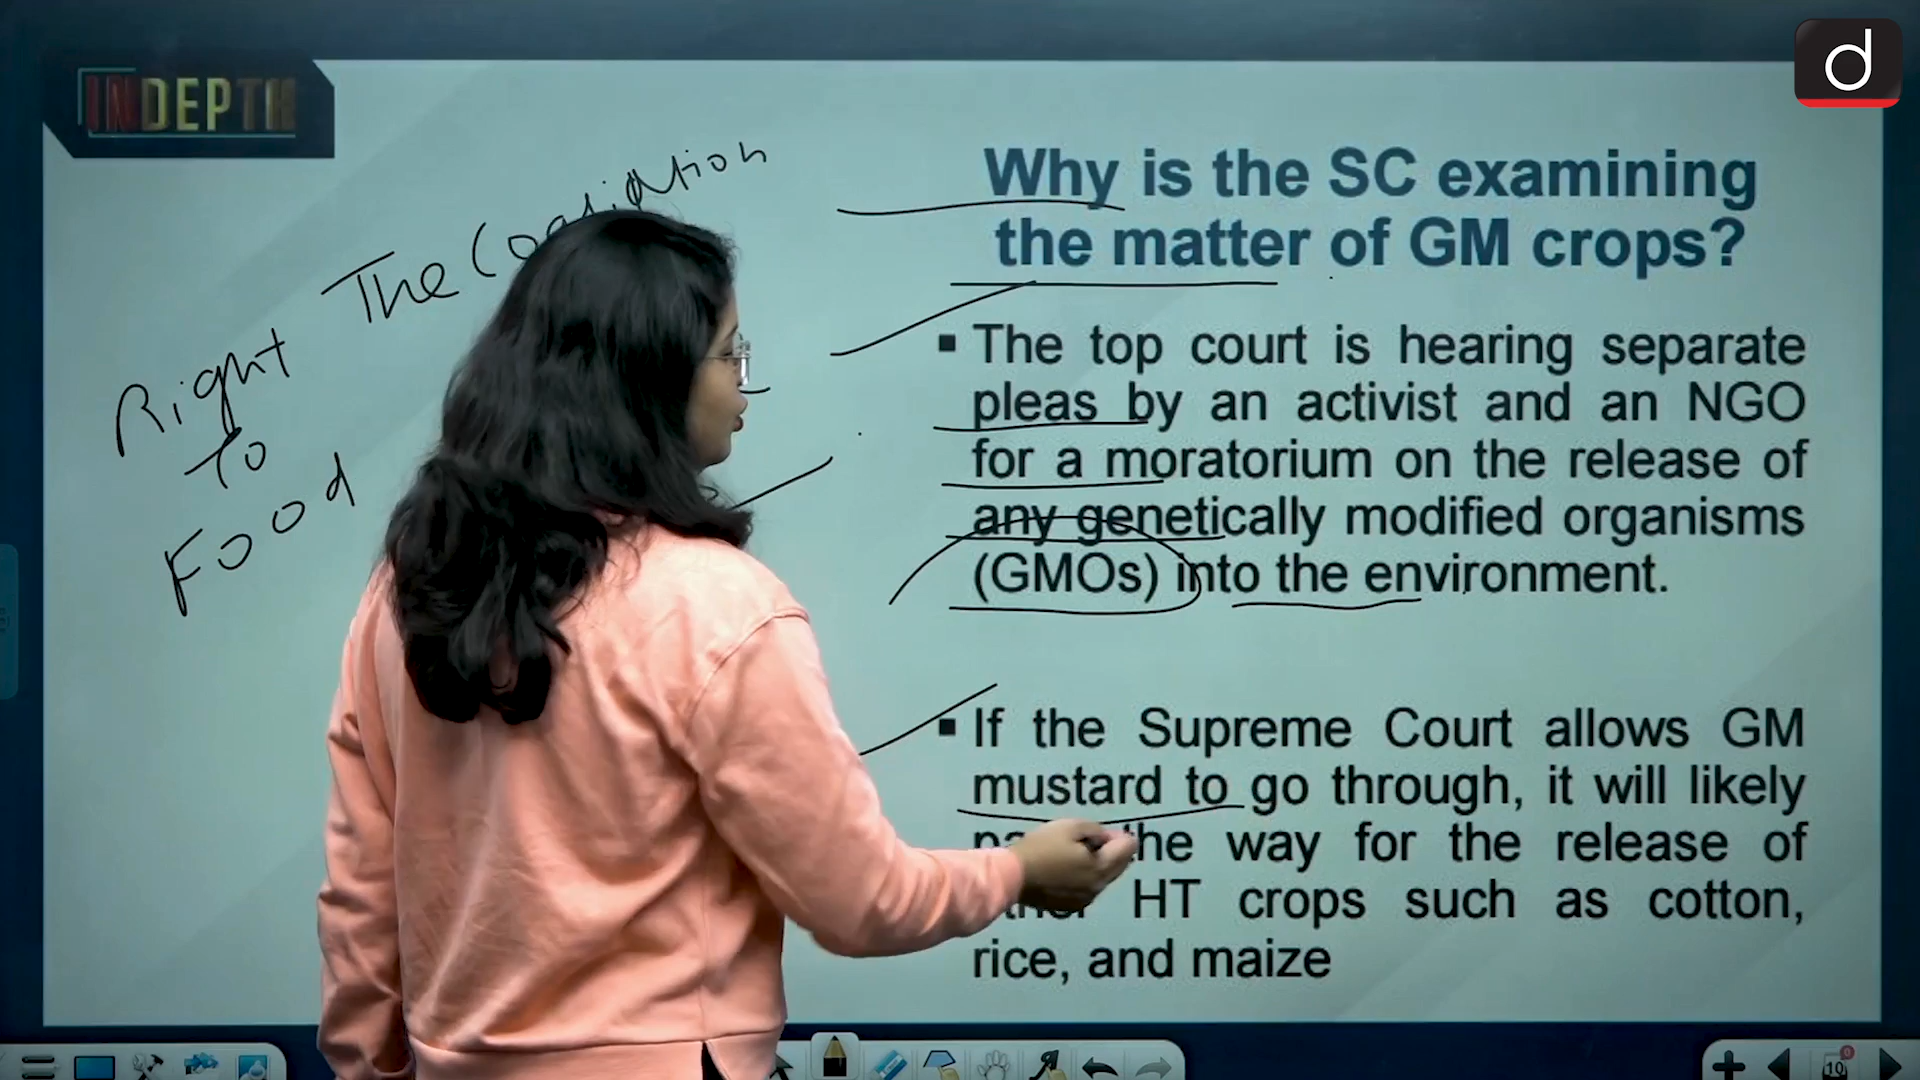 INDEPTH
d
The Coalition
Right
To
Food
Why is the SC examining
the matter of GM crops?
▪ The top court is hearing separate
pleas by an activist and an NGO
for a moratorium on the release of
any genetically modified organisms
(GMOs) into the environment.
▪ If the Supreme Court allows GM
mustard to go through, it will likely
the way for the release of
HT crops such as cotton,
rice, and maize
10